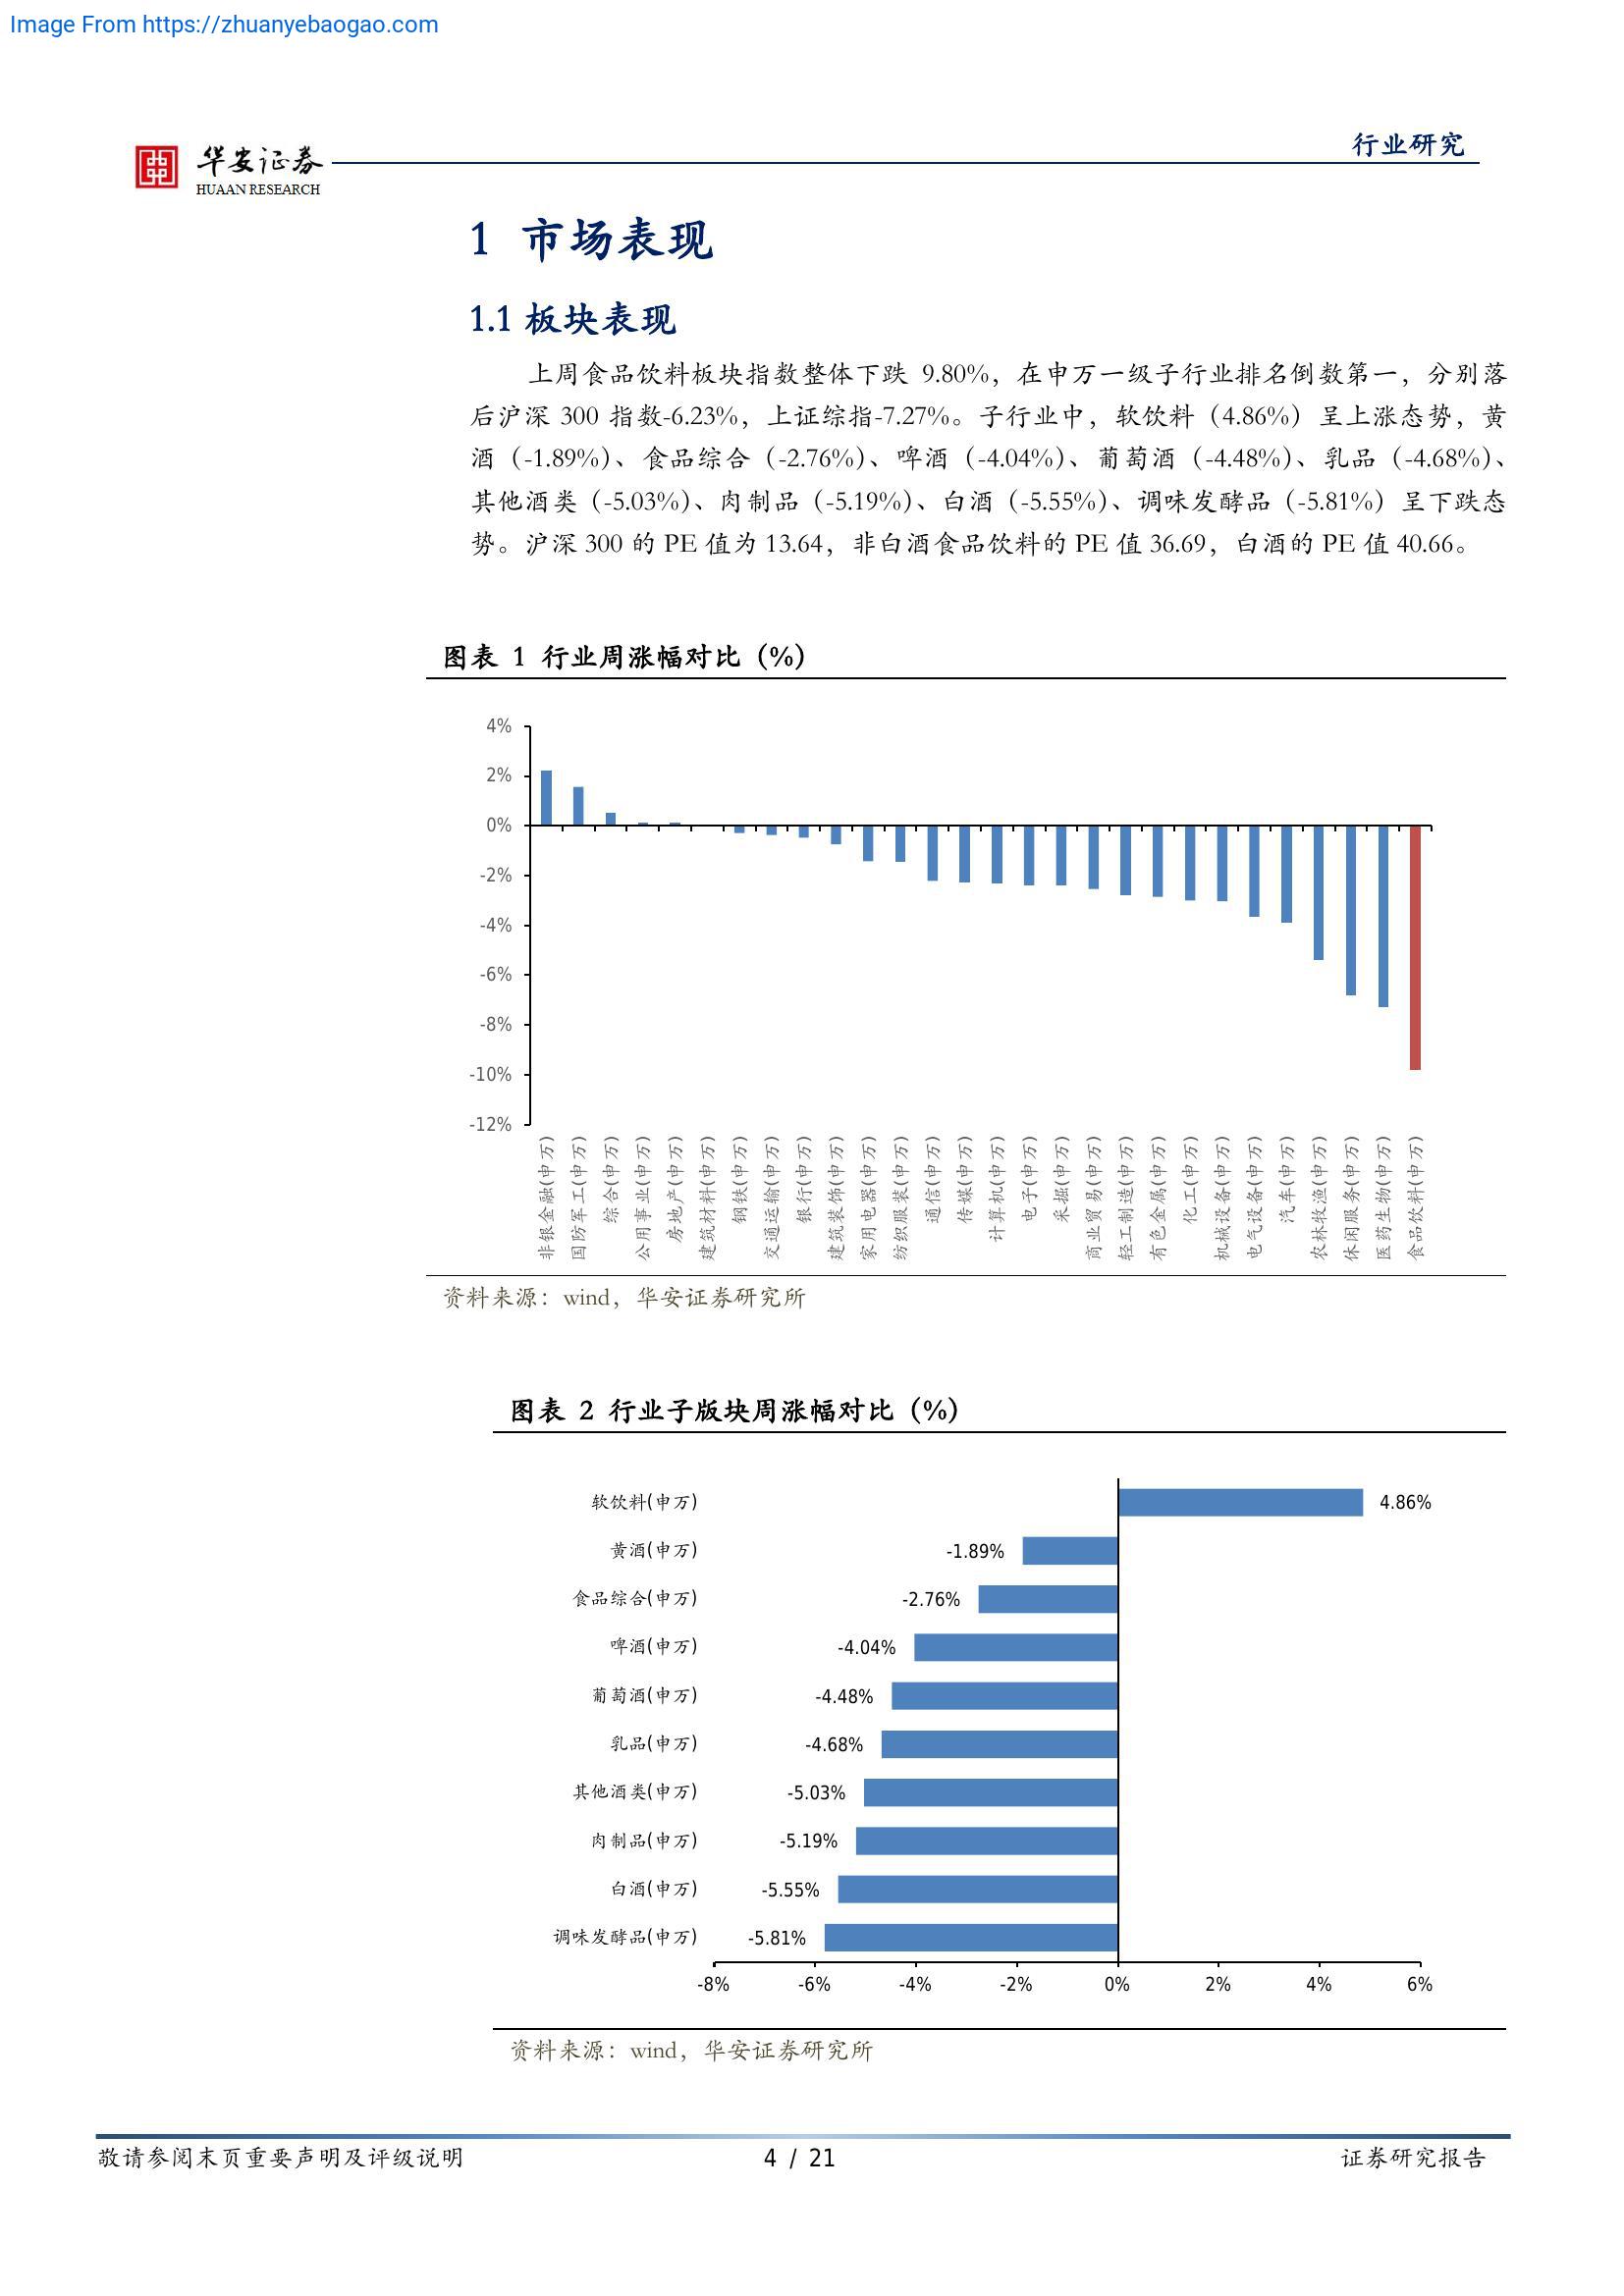 Image From https://zhuanyebaogao.com
行业研究
华安证券
HUAAN RESEARCH
1 市场表现
1.1 板块表现
上周食品饮料板块指数整体下跌 9.80%，在申万一级子行业排名倒数第一，分别落
后沪深 300 指数-6.23%，上证综指-7.27%。子行业中，软饮料（4.86%）呈上涨态势，黄
酒（-1.89%）、食品综合（-2.76%）、啤酒（-4.04%）、葡萄酒（-4.48%）、乳品（-4.68%）、
其他酒类（-5.03%）、肉制品（-5.19%）、白酒（-5.55%）、调味发酵品（-5.81%）呈下跌态
势。沪深 300 的 PE 值为 13.64，非白酒食品饮料的 PE 值 36.69，白酒的 PE 值 40.66。
图表 1 行业周涨幅对比（%）
4%
2%
0%
-2%
-4%
-6%
-8%
-10%
-12%
非银金融(申万)
国防军工(申万)
综合(申万)
公用事业(申万)
房地产(申万)
建筑材料(申万)
钢铁(申万)
交通运输(申万)
银行(申万)
建筑装饰(申万)
家用电器(申万)
纺织服装(申万)
通信(申万)
传媒(申万)
计算机(申万)
电子(申万)
采掘(申万)
商业贸易(申万)
轻工制造(申万)
有色金属(申万)
化工(申万)
机械设备(申万)
电气设备(申万)
汽车(申万)
农林牧渔(申万)
休闲服务(申万)
医药生物(申万)
食品饮料(申万)
资料来源：wind，华安证券研究所
图表 2 行业子版块周涨幅对比（%）
软饮料(申万) 4.86%
黄酒(申万) -1.89%
食品综合(申万) -2.76%
啤酒(申万) -4.04%
葡萄酒(申万) -4.48%
乳品(申万) -4.68%
其他酒类(申万) -5.03%
肉制品(申万) -5.19%
白酒(申万) -5.55%
调味发酵品(申万) -5.81%
-8% -6% -4% -2% 0% 2% 4% 6%
资料来源：wind，华安证券研究所
敬请参阅末页重要声明及评级说明 4 / 21 证券研究报告